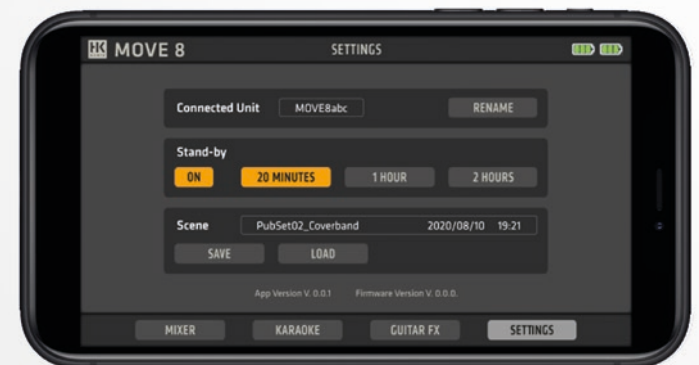 HK MOVE 8 SETTINGS
Connected Unit MOVE8abc RENAME
Stand-by
ON 20 MINUTES 1 HOUR 2 HOURS
Scene PubSet02_Coverband 2020/08/10 19:21
SAVE LOAD
App Version V. 0.0.1 Firmware Version V. 0.0.0.
MIXER KARAOKE GUITAR FX SETTINGS